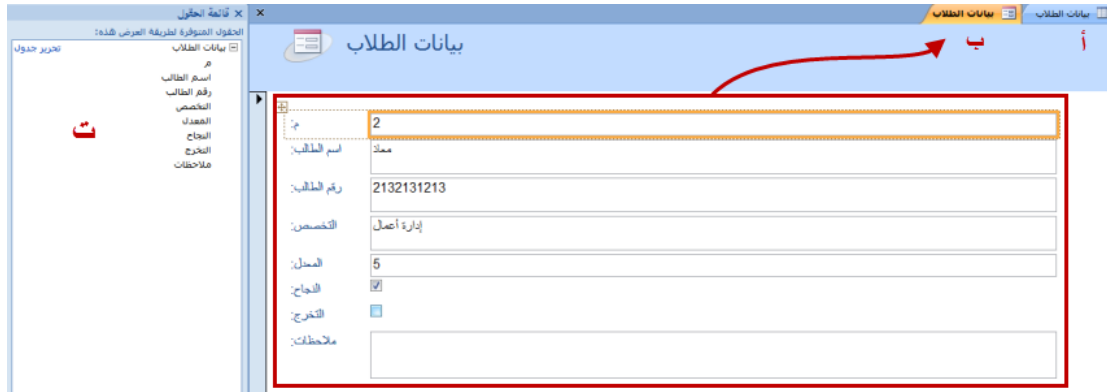 بيانات الطلاب
بيانات الطلاب
× قائمة الحقول
×
أ
ب
بيانات الطلاب
الحقول المتوفرة لطريقة العرض هذه:
بيانات الطلاب
تحرير جدول
م
اسم الطالب
رقم الطالب
التخصص
المعدل
النجاح
التخرج
ملاحظات
ت
م:
2
اسم الطالب:
معاذ
رقم الطالب:
2132131213
التخصص:
إدارة أعمال
المعدل:
5
النجاح:
التخرج:
ملاحظات: